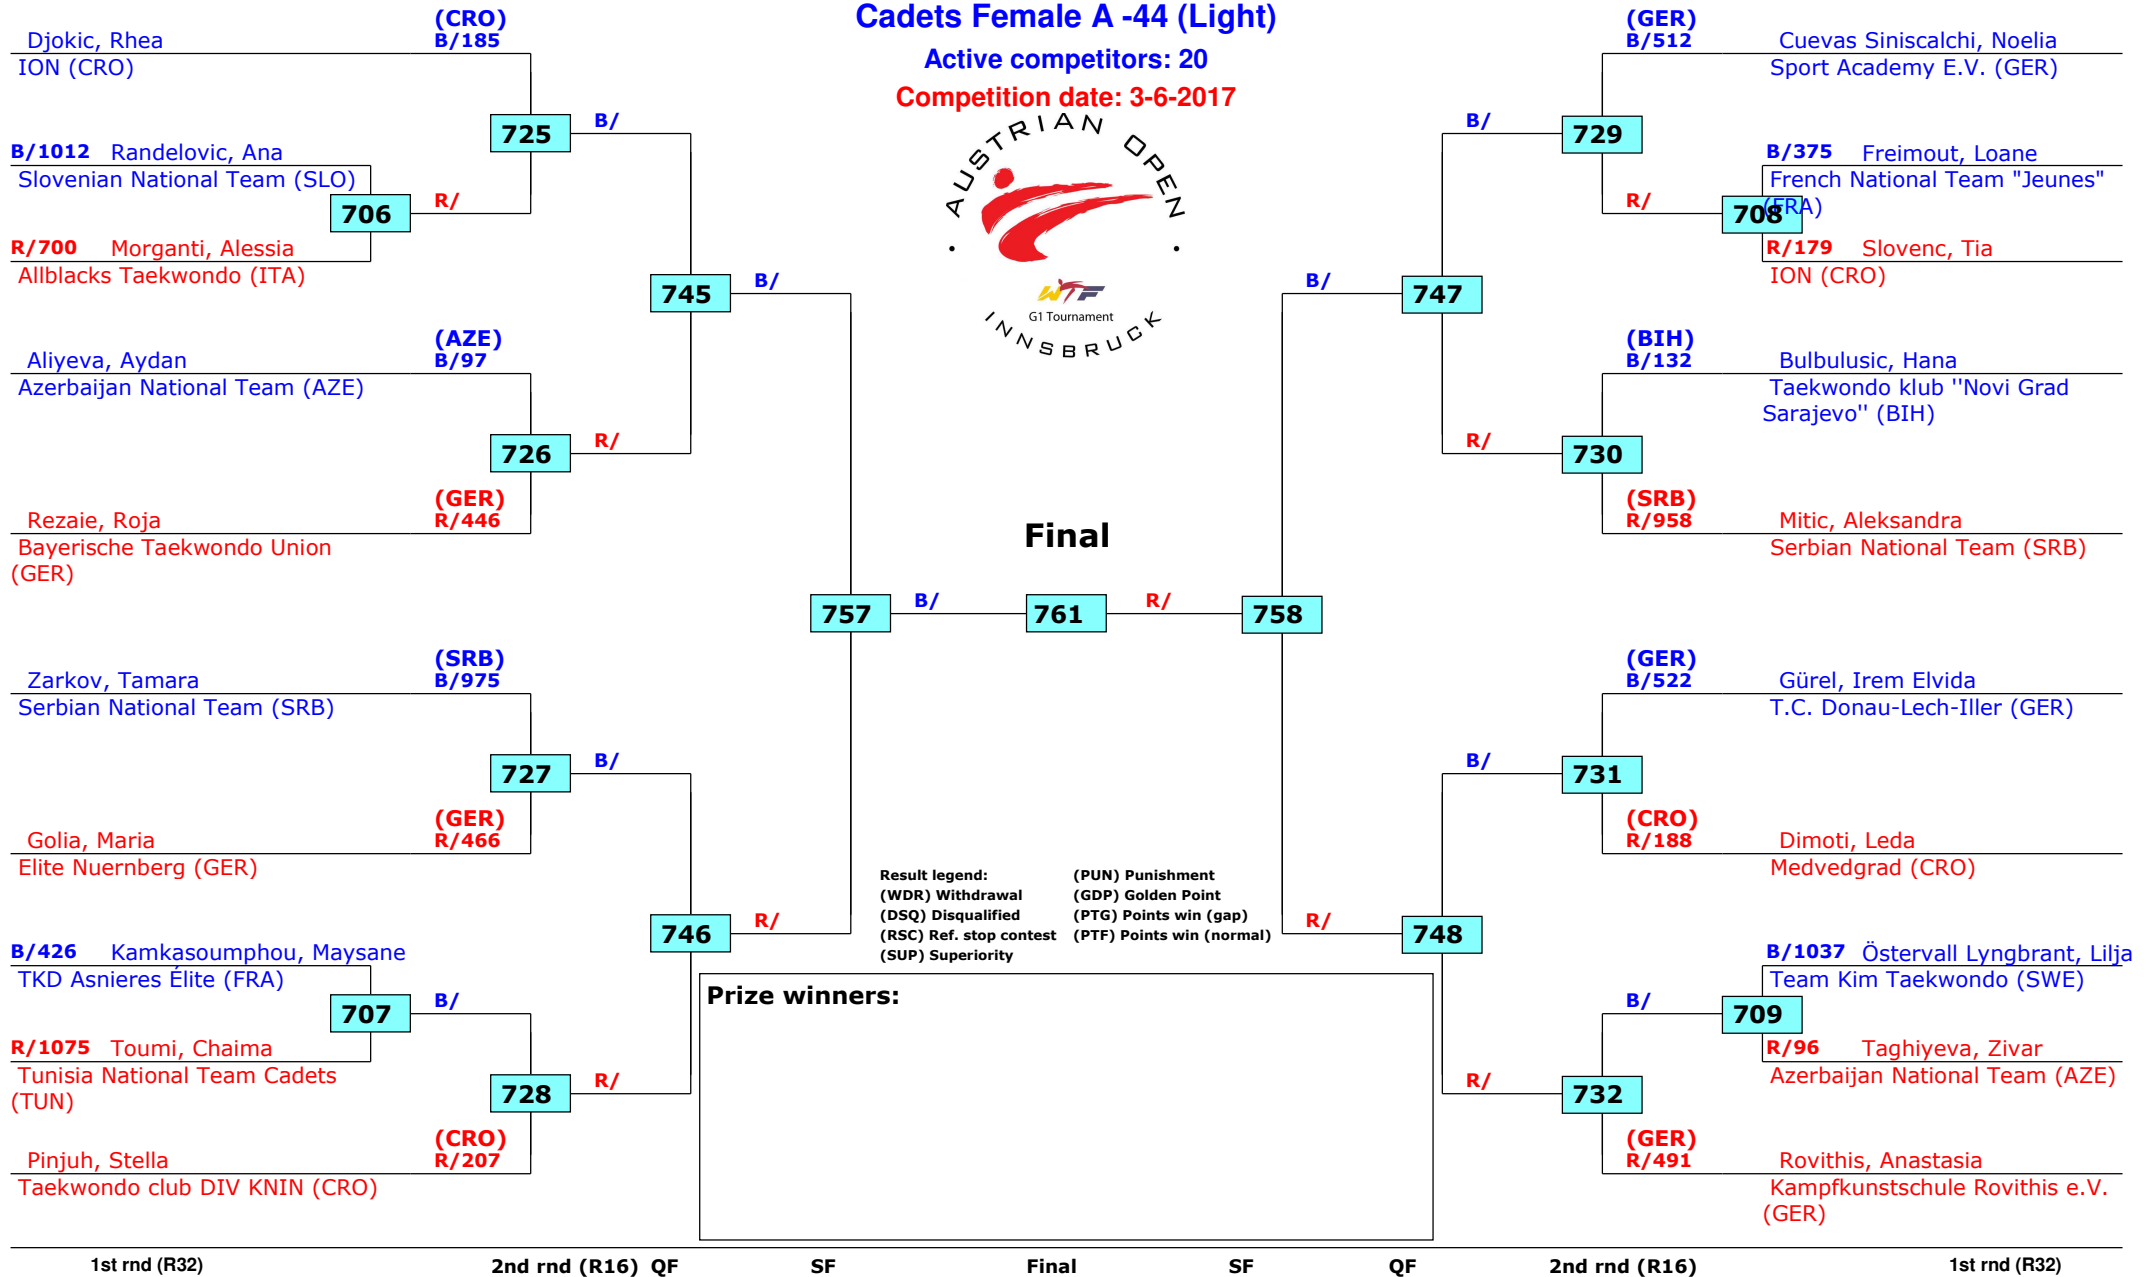 Cadets Female A -44 (Light)
Active competitors: 20
Competition date: 3-6-2017
AUSTRIAN OPEN
WTF
G1 Tournament
INNSBRUCK
(CRO)
Djokic, Rhea B/185
ION (CRO)
725 B/
B/1012 Randelovic, Ana
Slovenian National Team (SLO)
706 R/
R/700 Morganti, Alessia
Allblacks Taekwondo (ITA)
745 B/
(AZE)
Aliyeva, Aydan B/97
Azerbaijan National Team (AZE)
726 R/
(GER)
Rezaie, Roja R/446
Bayerische Taekwondo Union
(GER)
757 B/
(SRB)
Zarkov, Tamara B/975
Serbian National Team (SRB)
727 B/
(GER)
Golia, Maria R/466
Elite Nuernberg (GER)
746 R/
B/426 Kamkasoumphou, Maysane
TKD Asnieres Élite (FRA)
707 B/
R/1075 Toumi, Chaima
Tunisia National Team Cadets
(TUN)
728 R/
(CRO)
Pinjuh, Stella R/207
Taekwondo club DIV KNIN (CRO)
Final
761
(GER)
B/512 Cuevas Siniscalchi, Noelia
Sport Academy E.V. (GER)
B/ 729
B/375 Freimout, Loane
French National Team "Jeunes"
(FRA)
R/ 708
R/179 Slovenc, Tia
ION (CRO)
B/ 747
(BIH)
B/132 Bulbulusic, Hana
Taekwondo klub ''Novi Grad
Sarajevo'' (BIH)
R/ 730
(SRB)
R/958 Mitic, Aleksandra
Serbian National Team (SRB)
R/ 758
(GER)
B/522 Gürel, Irem Elvida
T.C. Donau-Lech-Iller (GER)
B/ 731
(CRO)
R/188 Dimoti, Leda
Medvedgrad (CRO)
R/ 748
B/1037 Östervall Lyngbrant, Lilja
Team Kim Taekwondo (SWE)
B/ 709
R/96 Taghiyeva, Zivar
Azerbaijan National Team (AZE)
R/ 732
(GER)
R/491 Rovithis, Anastasia
Kampfkunstschule Rovithis e.V.
(GER)
Result legend: (PUN) Punishment
(WDR) Withdrawal (GDP) Golden Point
(DSQ) Disqualified (PTG) Points win (gap)
(RSC) Ref. stop contest (PTF) Points win (normal)
(SUP) Superiority
Prize winners:
1st rnd (R32) 2nd rnd (R16) QF SF Final SF QF 2nd rnd (R16) 1st rnd (R32)